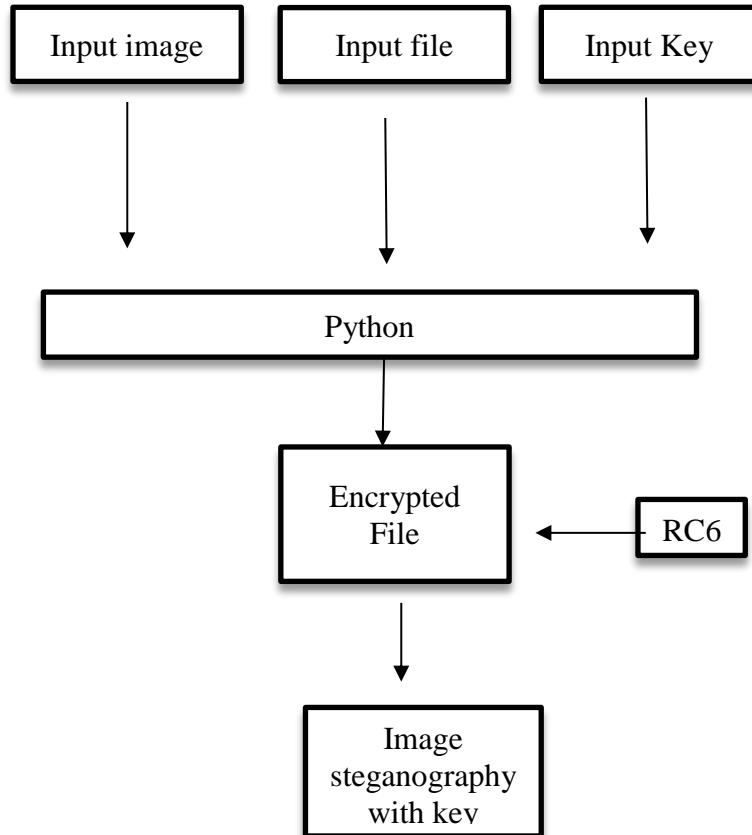 Input image
Input file
Input Key
Python
Encrypted
File
RC6
Image
steganography
with key